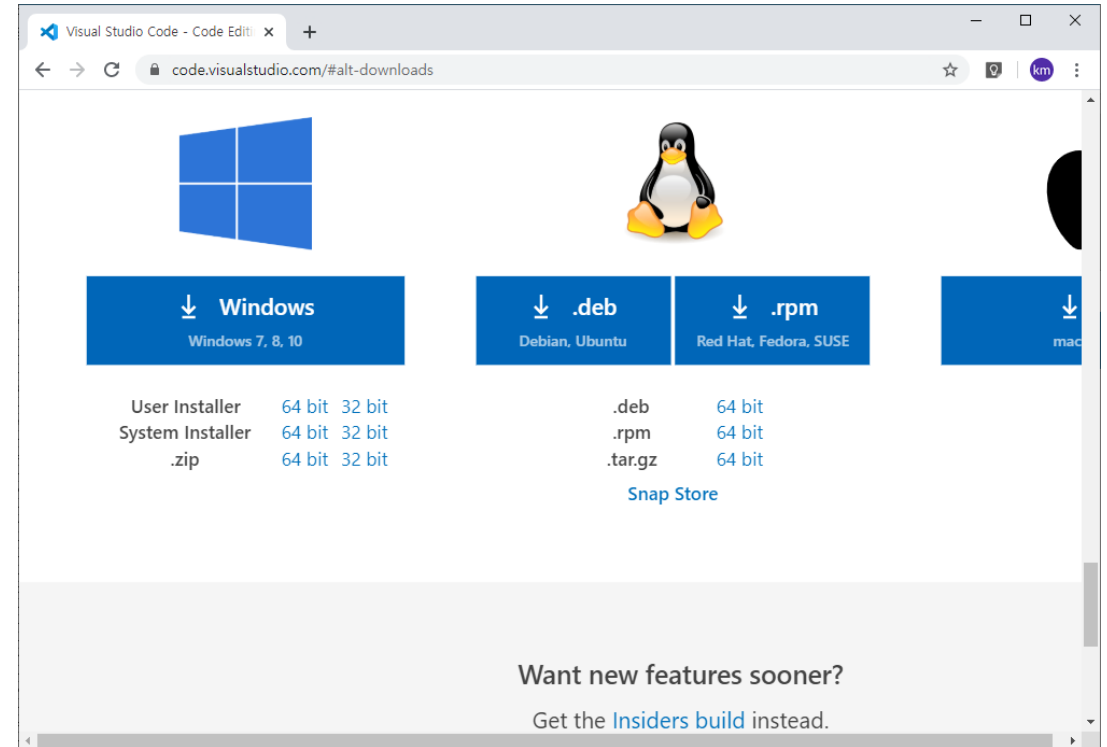 Visual Studio Code - Code Editi
code.visualstudio.com/#alt-downloads
km
Windows
Windows 7, 8, 10
.deb
Debian, Ubuntu
.rpm
Red Hat, Fedora, SUSE
mac
User Installer 64 bit 32 bit
System Installer 64 bit 32 bit
.zip 64 bit 32 bit
.deb 64 bit
.rpm 64 bit
.tar.gz 64 bit
Snap Store
Want new features sooner?
Get the Insiders build instead.